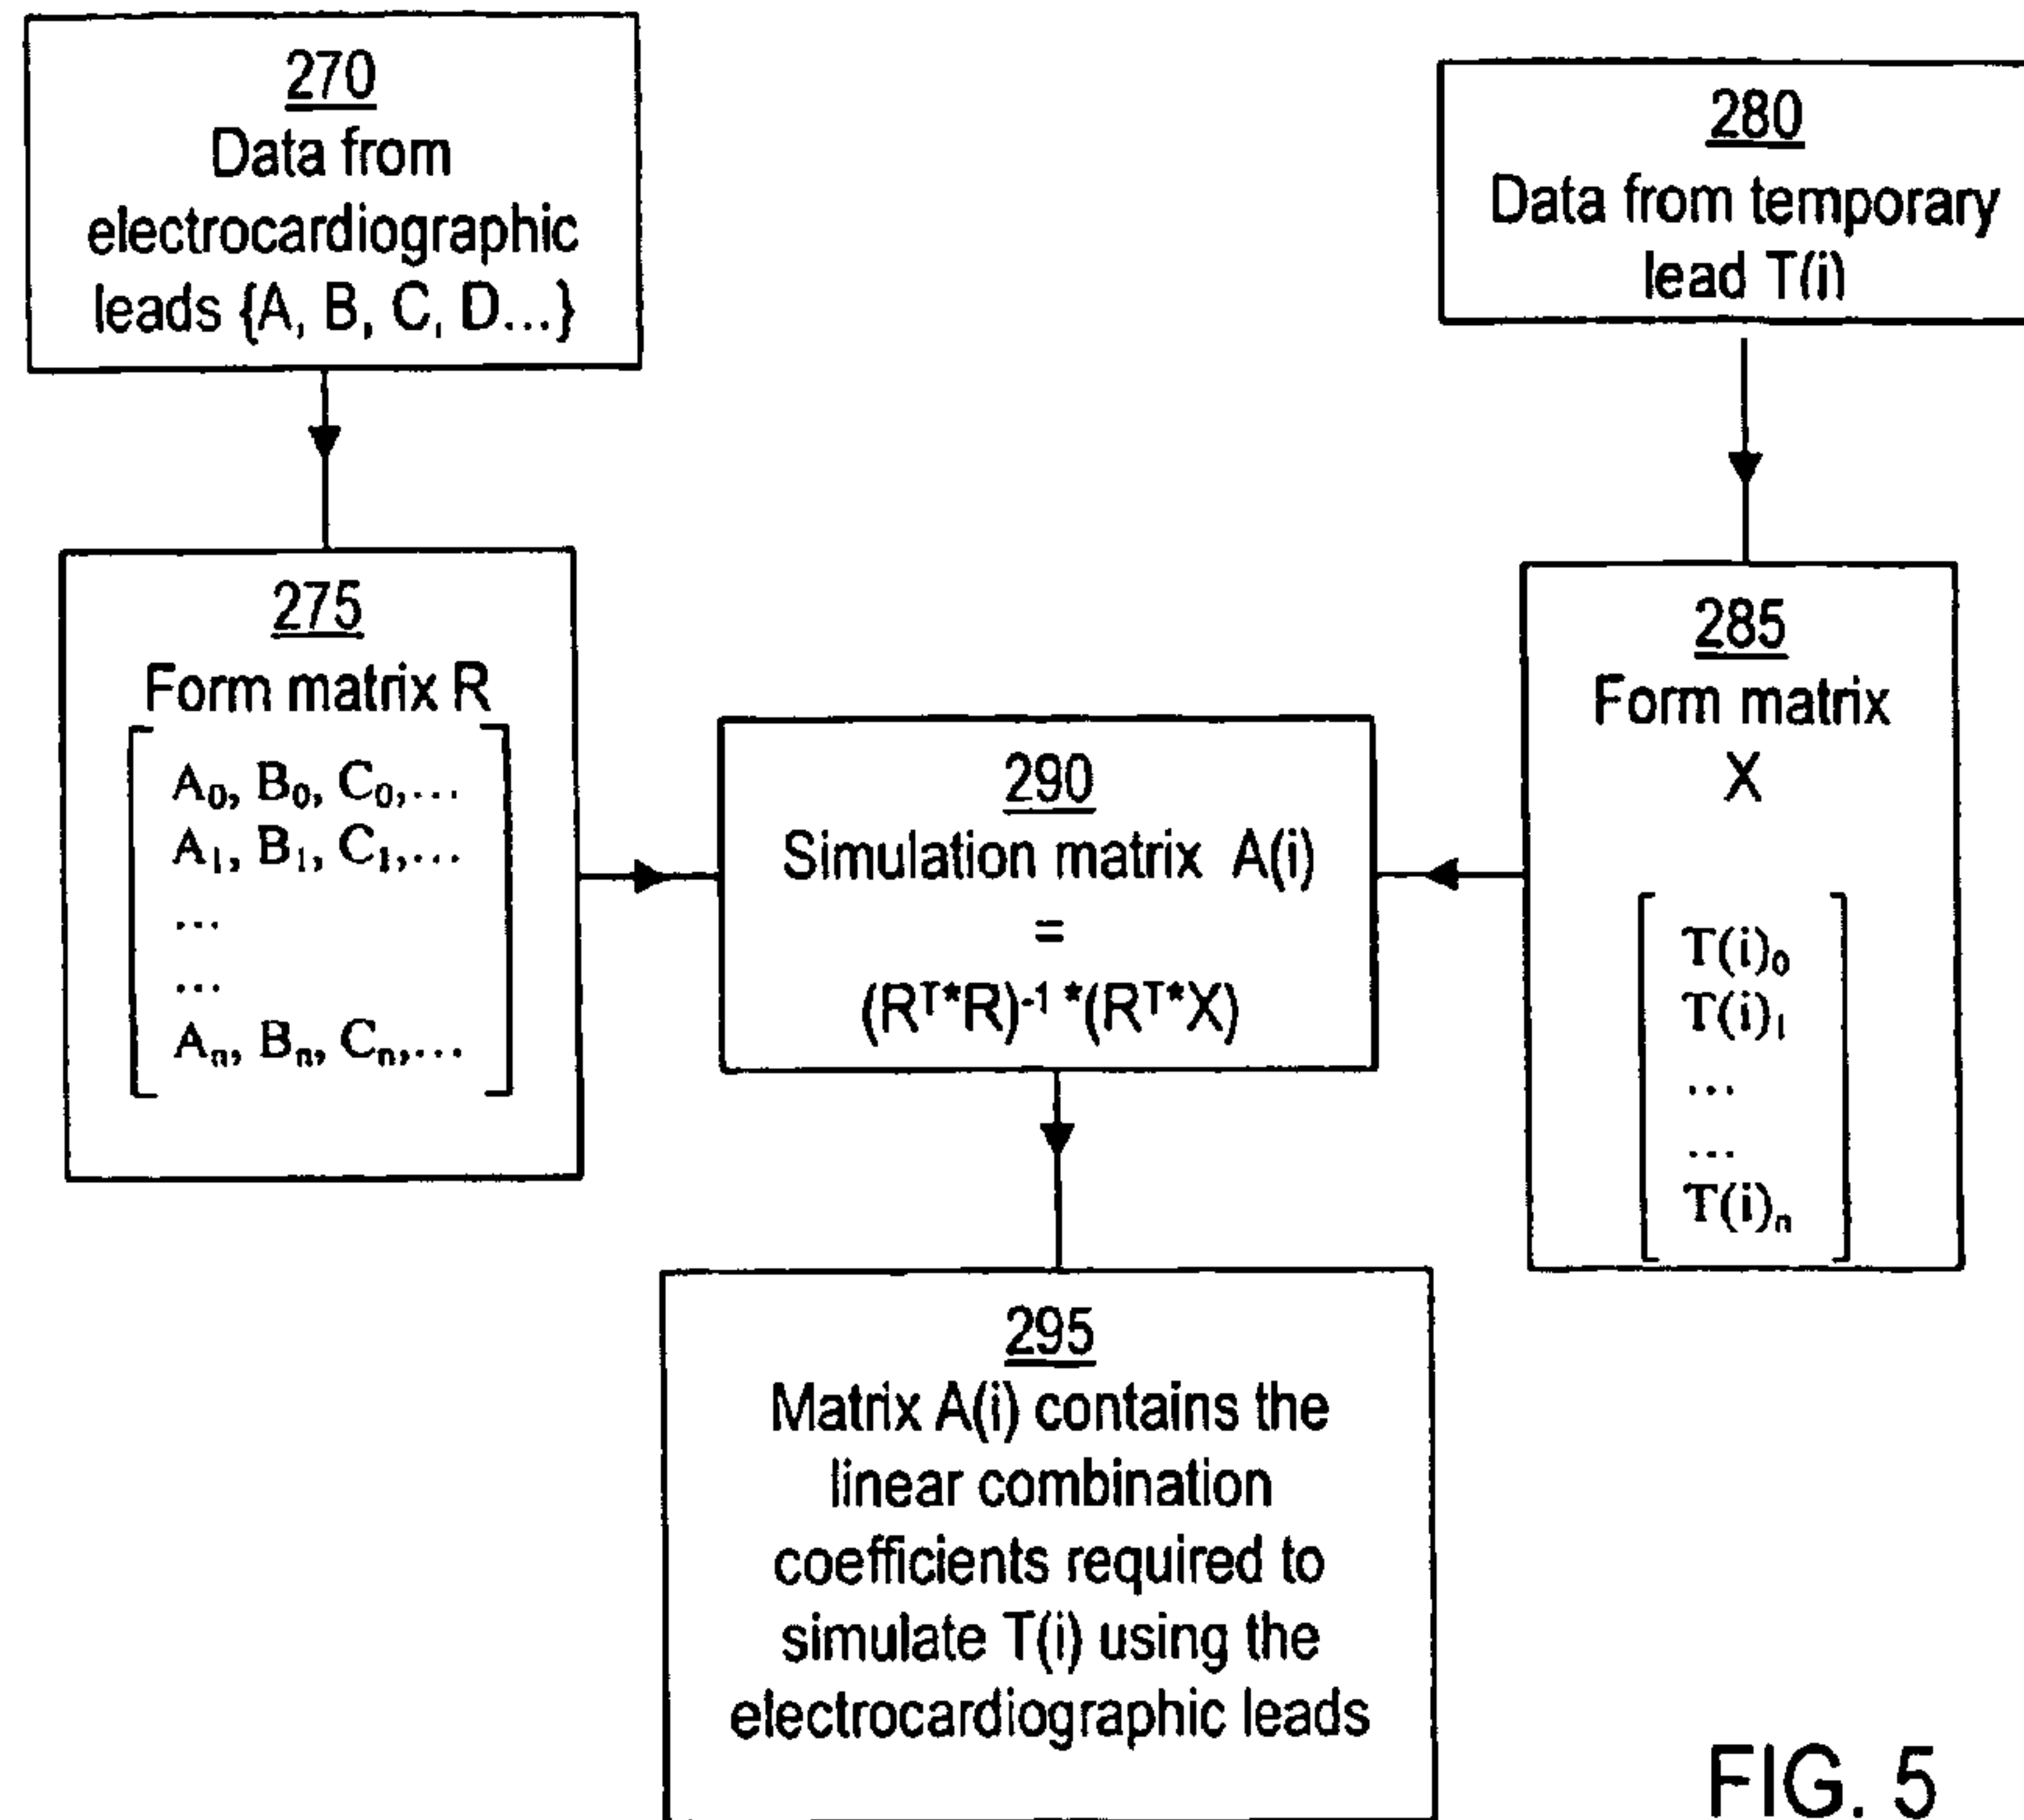 270
Data from
electrocardiographic
leads {A, B, C, D...}
280
Data from temporary
lead T(i)
275
Form matrix R
A₀, B₀, C₀,...
A₁, B₁, C₁,...
...
...
Aₙ, Bₙ, Cₙ,...
290
Simulation matrix A(i)
=
(Rᵀ*R)⁻¹ *(Rᵀ*X)
285
Form matrix
X
T(i)₀
T(i)₁
...
...
T(i)ₙ
295
Matrix A(i) contains the
linear combination
coefficients required to
simulate T(i) using the
electrocardiographic leads
FIG. 5